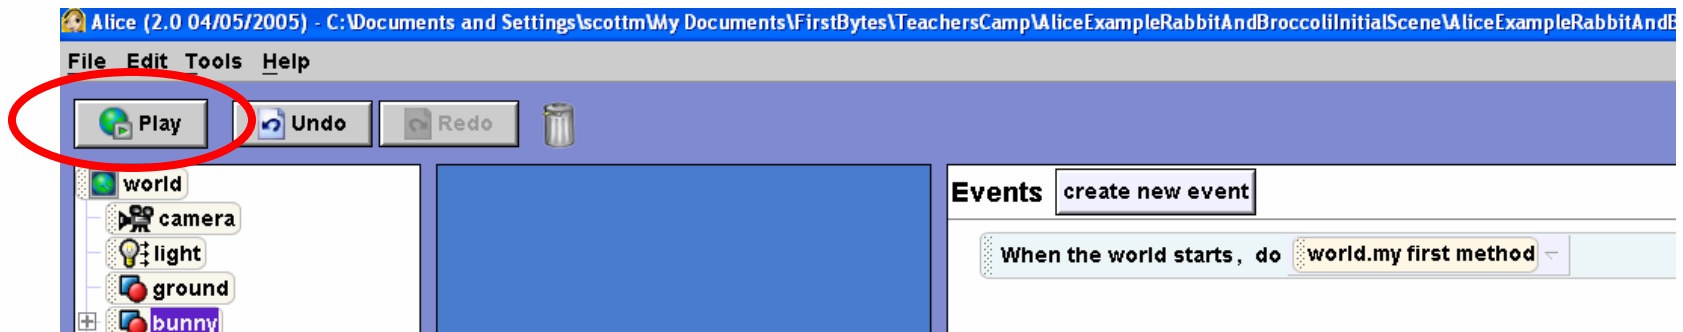 Alice (2.0 04/05/2005) - C:\Documents and Settings\scottm\My Documents\FirstBytes\TeachersCamp\AliceExampleRabbitAndBroccoliInitialScene\AliceExampleRabbitAndB
File Edit Tools Help
Play Undo Redo
world
camera
light
ground
bunny
Events create new event
When the world starts, do world.my first method